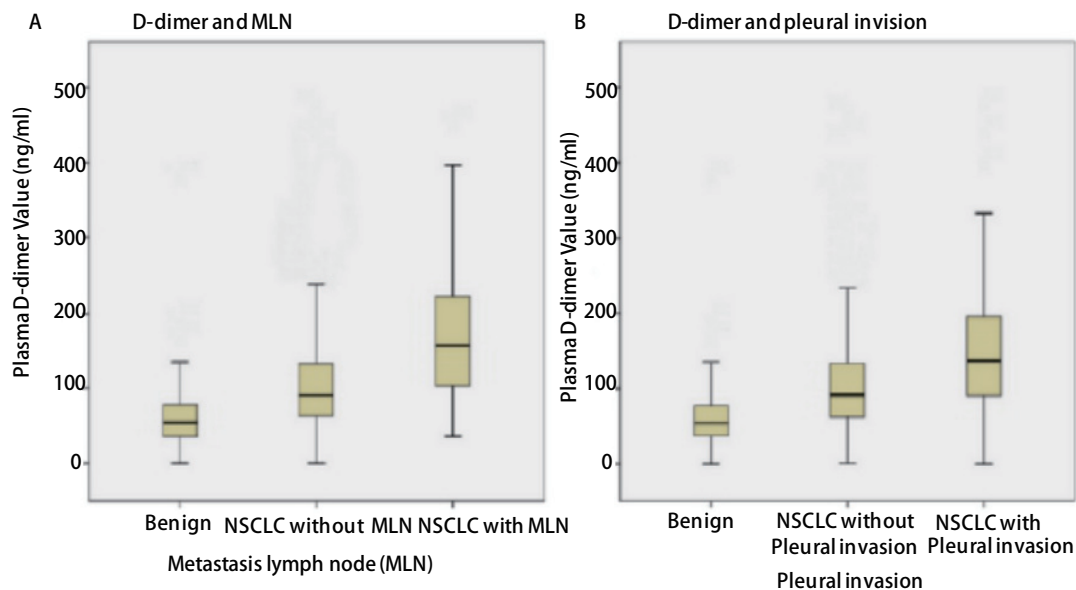 A
D-dimer and MLN
Plasma D-dimer Value (ng/ml)
500
400
300
200
100
0
Benign
NSCLC without MLN
NSCLC with MLN
Metastasis lymph node (MLN)
B
D-dimer and pleural invision
Plasma D-dimer Value (ng/ml)
500
400
300
200
100
0
Benign
NSCLC without
Pleural invasion
NSCLC with
Pleural invasion
Pleural invasion